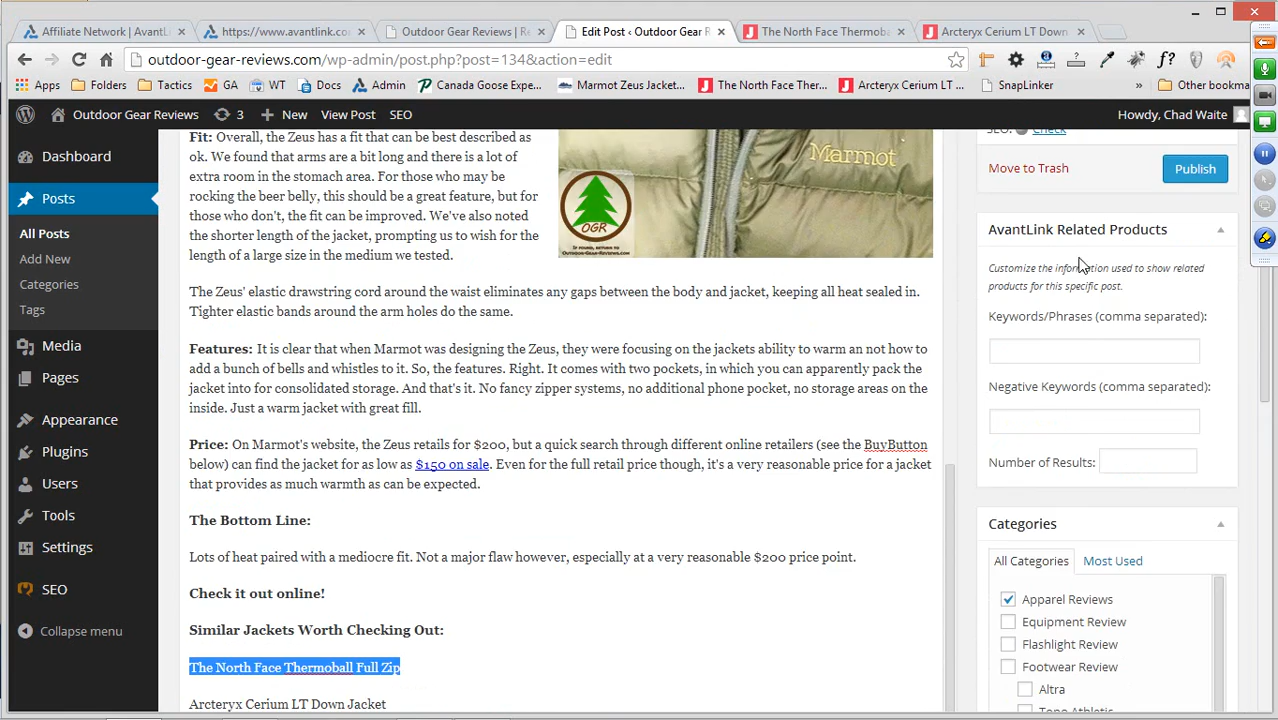 Affiliate Network | AvantL
https://www.avantlink.com
Outdoor Gear Reviews | R
Edit Post ‹ Outdoor Gear R
The North Face Thermoba
Arcteryx Cerium LT Down
outdoor-gear-reviews.com/wp-admin/post.php?post=134&action=edit
f?
Apps
Folders
Tactics
GA
WT
Docs
Admin
Canada Goose Expe...
Marmot Zeus Jacket...
The North Face Ther...
Arcteryx Cerium LT ...
SnapLinker
»
Other bookma
Outdoor Gear Reviews
3
New
View Post
SEO
Howdy, Chad Waite
Dashboard
Posts
All Posts
Add New
Categories
Tags
Media
Pages
Appearance
Plugins
Users
Tools
Settings
SEO
Collapse menu
Fit: Overall, the Zeus has a fit that can be best described as
ok. We found that arms are a bit long and there is a lot of
extra room in the stomach area. For those who may be
rocking the beer belly, this should be a great feature, but for
those who don't, the fit can be improved. We've also noted
the shorter length of the jacket, prompting us to wish for the
length of a large size in the medium we tested.
Marmot
OGR
IF FOUND, RETURN TO
OUTDOOR-GEAR-REVIEWS.COM
The Zeus' elastic drawstring cord around the waist eliminates any gaps between the body and jacket, keeping all heat sealed in.
Tighter elastic bands around the arm holes do the same.
Features: It is clear that when Marmot was designing the Zeus, they were focusing on the jackets ability to warm an not how to
add a bunch of bells and whistles to it. So, the features. Right. It comes with two pockets, in which you can apparently pack the
jacket into for consolidated storage. And that's it. No fancy zipper systems, no additional phone pocket, no storage areas on the
inside. Just a warm jacket with great fill.
Price: On Marmot's website, the Zeus retails for $200, but a quick search through different online retailers (see the BuyButton
below) can find the jacket for as low as $150 on sale. Even for the full retail price though, it's a very reasonable price for a jacket
that provides as much warmth as can be expected.
The Bottom Line:
Lots of heat paired with a mediocre fit. Not a major flaw however, especially at a very reasonable $200 price point.
Check it out online!
Similar Jackets Worth Checking Out:
The North Face Thermoball Full Zip
Arcteryx Cerium LT Down Jacket
SEO: Check
Move to Trash
Publish
AvantLink Related Products
Customize the information used to show related
products for this specific post.
Keywords/Phrases (comma separated):
Negative Keywords (comma separated):
Number of Results:
Categories
All Categories
Most Used
Apparel Reviews
Equipment Review
Flashlight Review
Footwear Review
Altra
Topo Athletic